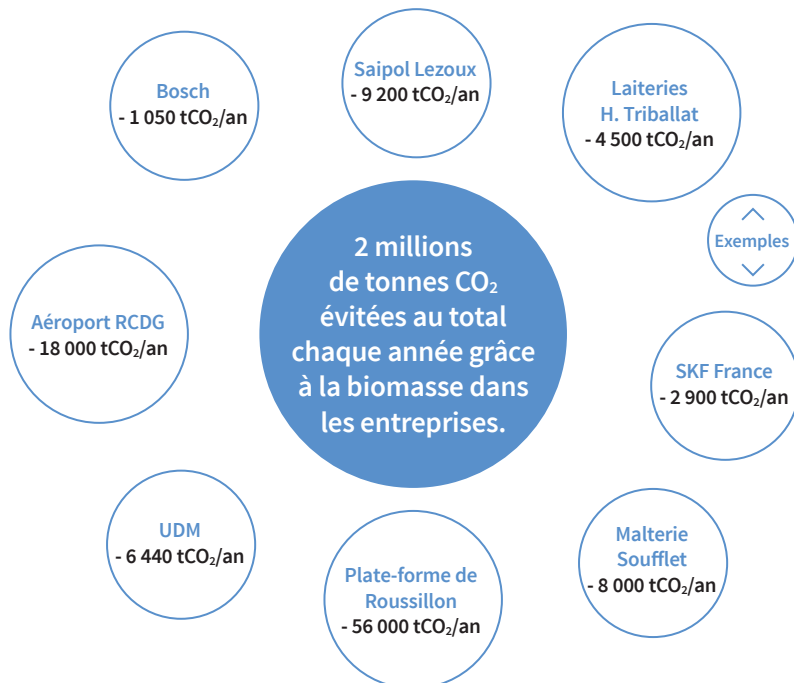 Bosch
- 1 050 tCO₂/an
Saipol Lezoux
- 9 200 tCO₂/an
Laiteries
H. Triballat
- 4 500 tCO₂/an
Exemples
2 millions
de tonnes CO₂
évitées au total
chaque année grâce
à la biomasse dans
les entreprises.
Aéroport RCDG
- 18 000 tCO₂/an
SKF France
- 2 900 tCO₂/an
UDM
- 6 440 tCO₂/an
Plate-forme de
Roussillon
- 56 000 tCO₂/an
Malterie
Soufflet
- 8 000 tCO₂/an